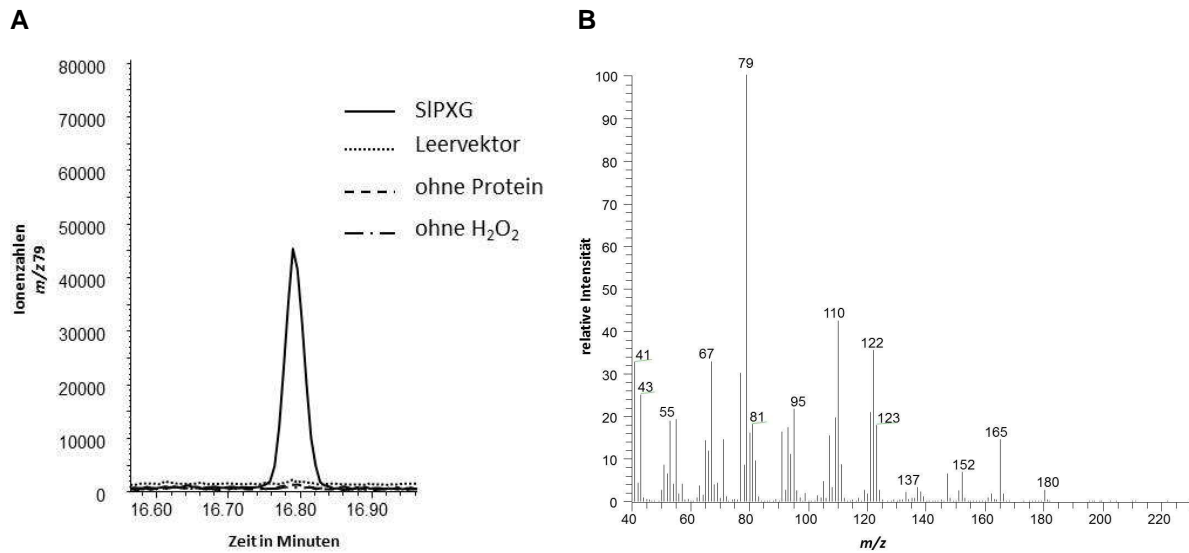 A
80000
70000
60000
50000
40000
30000
20000
10000
0
Ionenzahlen
m/z 79
16.60 16.70 16.80 16.90
Zeit in Minuten
SlPXG
Leervektor
ohne Protein
ohne H₂O₂
B
100
90
80
70
60
50
40
30
20
10
0
relative Intensität
79
110
122
41
67
43
55
95
81
123
165
137
152
180
40 60 80 100 120 140 160 180 200 220
m/z